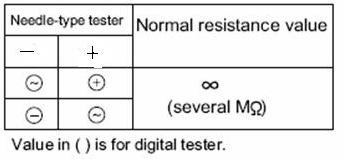 Needle-type tester Normal resistance value
− +
~ + ∞
− ~ (several MΩ)
Value in ( ) is for digital tester.